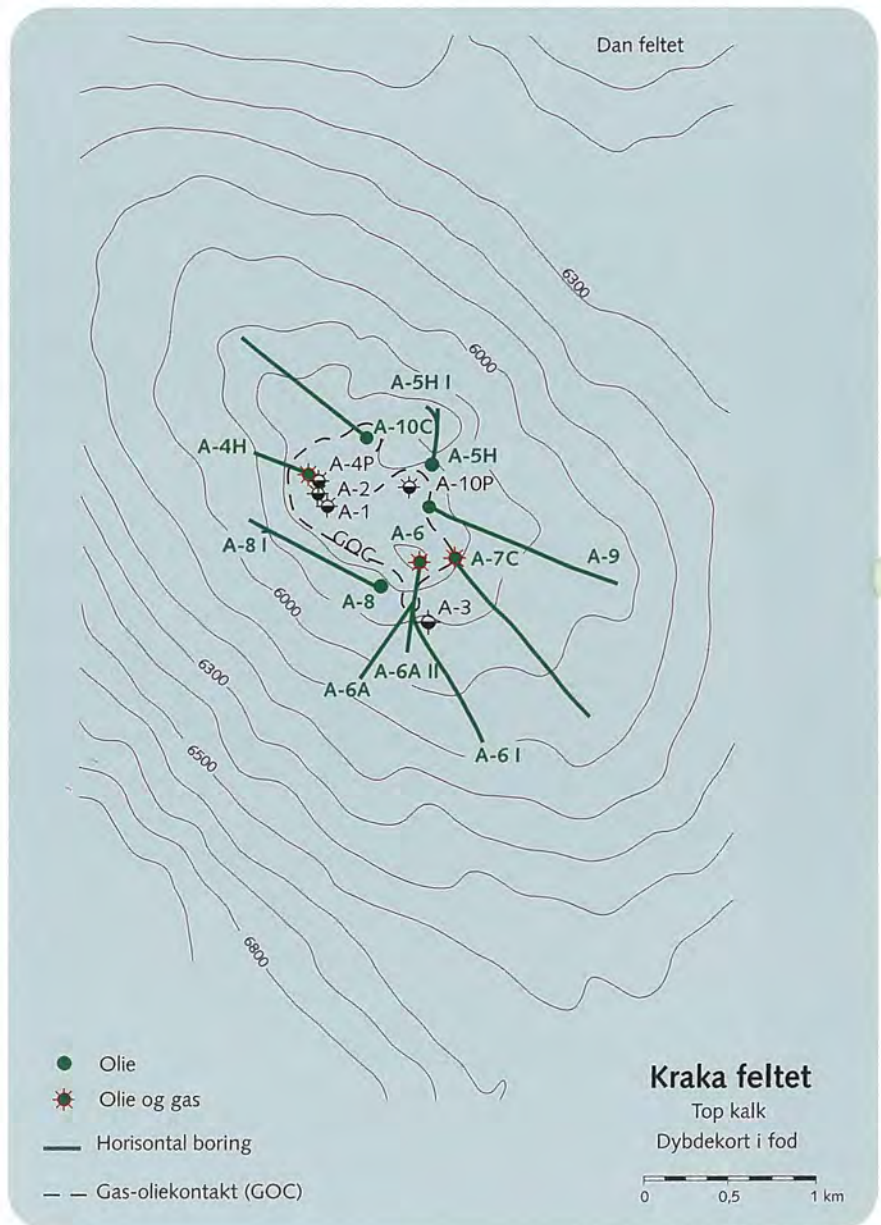 Dan feltet
6300
6000
A-5H I
A-10C
A-4H
A-5H
A-4P
A-10P
A-2
A-1
GOC
A-6
A-8 I
A-7C
A-9
A-8
6000
A-3
A-6A II
6300
A-6A
6500
A-6 I
6800
Olie
Olie og gas
Horisontal boring
Gas-oliekontakt (GOC)
Kraka feltet
Top kalk
Dybdekort i fod
0 0,5 1 km